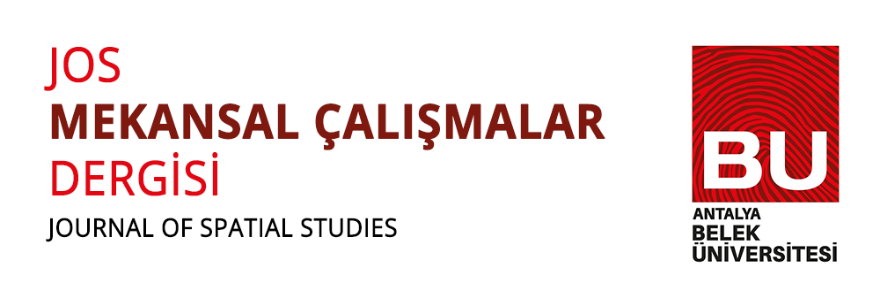 JOS
MEKANSAL ÇALIŞMALAR
DERGİSİ
JOURNAL OF SPATIAL STUDIES
BU
ANTALYA
BELEK
ÜNİVERSİTESİ